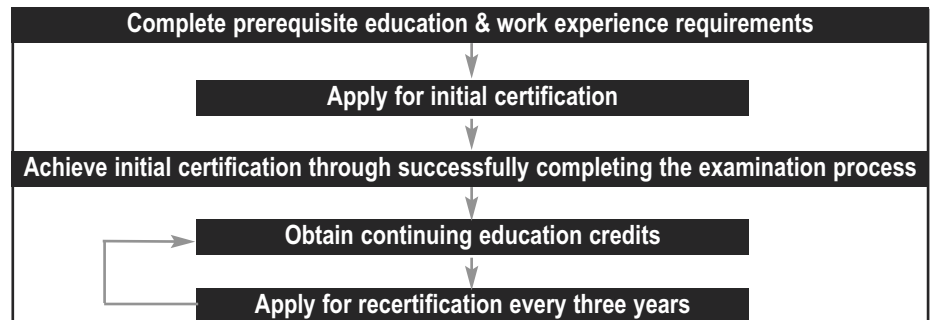 Complete prerequisite education & work experience requirements
Apply for initial certification
Achieve initial certification through successfully completing the examination process
Obtain continuing education credits
Apply for recertification every three years